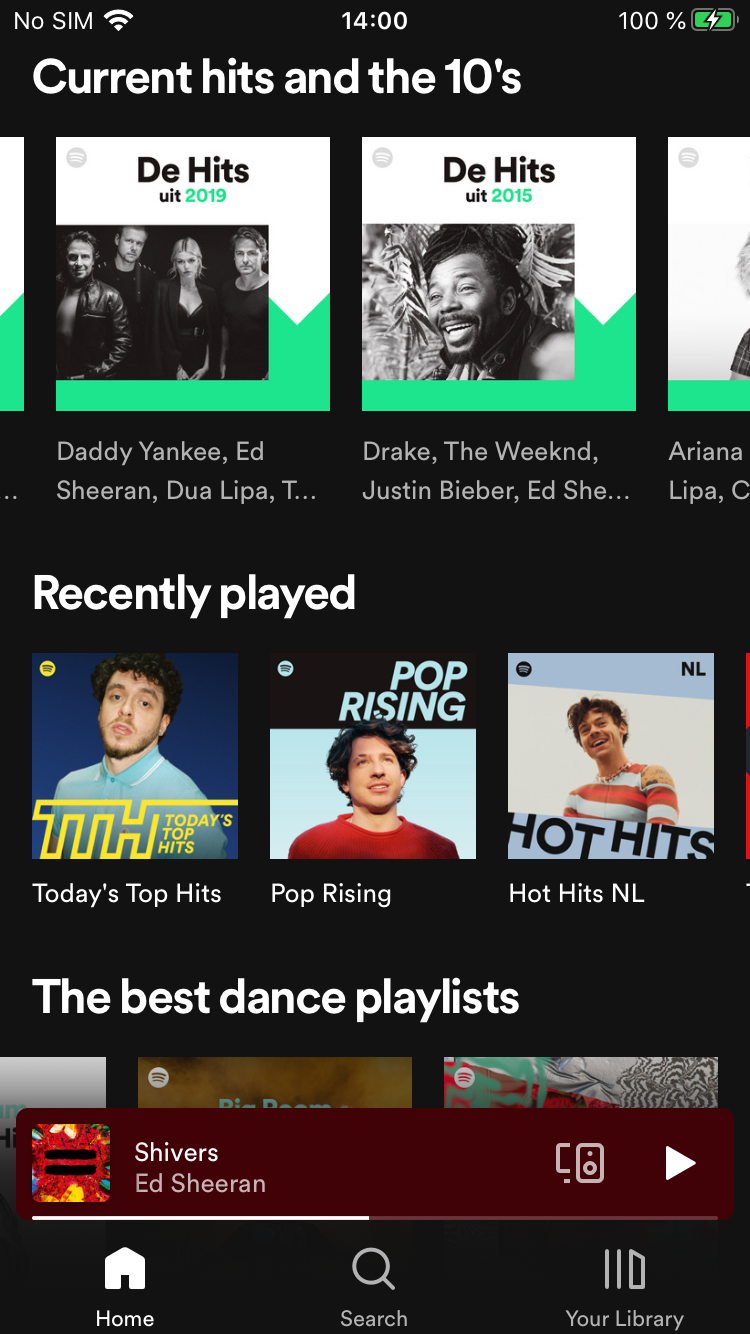 No SIM 14:00 100 %
Current hits and the 10's
De Hits
uit 2019
De Hits
uit 2015
Daddy Yankee, Ed
Sheeran, Dua Lipa, T...
Drake, The Weeknd,
Justin Bieber, Ed She...
Ariana
Lipa, C
...
Recently played
TTH TODAY'S
TOP
HITS
POP
RISING
NL
HOT HITS
Today's Top Hits
Pop Rising
Hot Hits NL
The best dance playlists
Big Room
Shivers
Ed Sheeran
Home
Search
Your Library